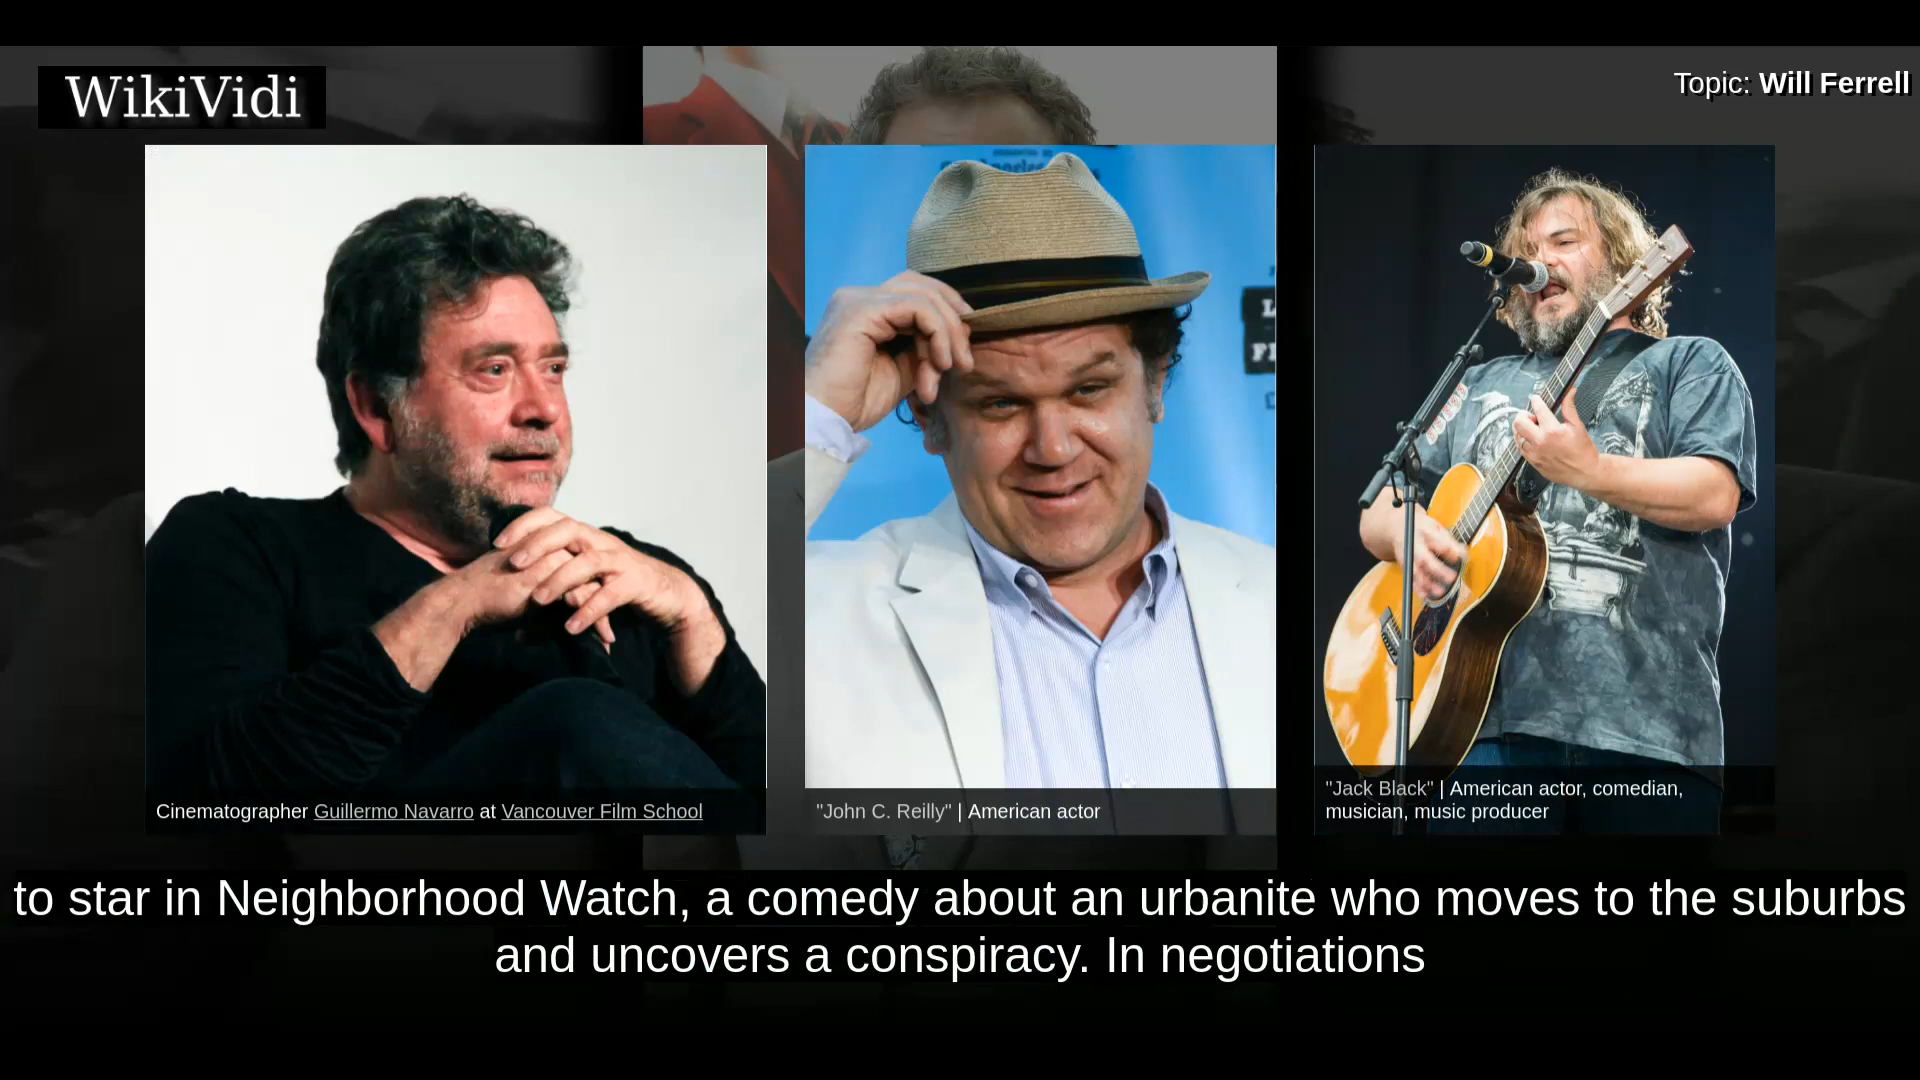 WikiVidi
Topic: Will Ferrell
Cinematographer Guillermo Navarro at Vancouver Film School
"John C. Reilly" | American actor
"Jack Black" | American actor, comedian,
musician, music producer
to star in Neighborhood Watch, a comedy about an urbanite who moves to the suburbs
and uncovers a conspiracy. In negotiations